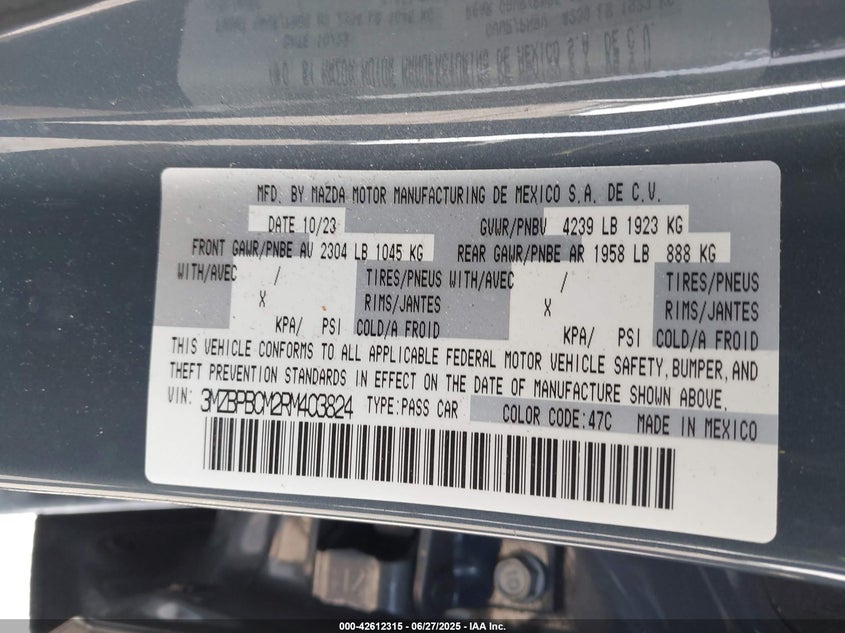 MFD. BY MAZDA MOTOR MANUFACTURING DE MEXICO S.A. DE C.V.
DATE 10/23 GVWR/PNBV 4239 LB 1923 KG
FRONT GAWR/PNBE AV 2304 LB 1045 KG REAR GAWR/PNBE AR 1958 LB 888 KG
WITH/AVEC / TIRES/PNEUS WITH/AVEC / TIRES/PNEUS
X RIMS/JANTES X RIMS/JANTES
KPA/ PSI COLD/A FROID KPA/ PSI COLD/A FROID
THIS VEHICLE CONFORMS TO ALL APPLICABLE FEDERAL MOTOR VEHICLE SAFETY, BUMPER, AND
THEFT PREVENTION STANDARDS IN EFFECT ON THE DATE OF MANUFACTURE SHOWN ABOVE.
VIN: 3MZBPBCM2RM403824 TYPE:PASS CAR COLOR CODE:47C MADE IN MEXICO
000-42612315 - 06/27/2025 - IAA Inc.